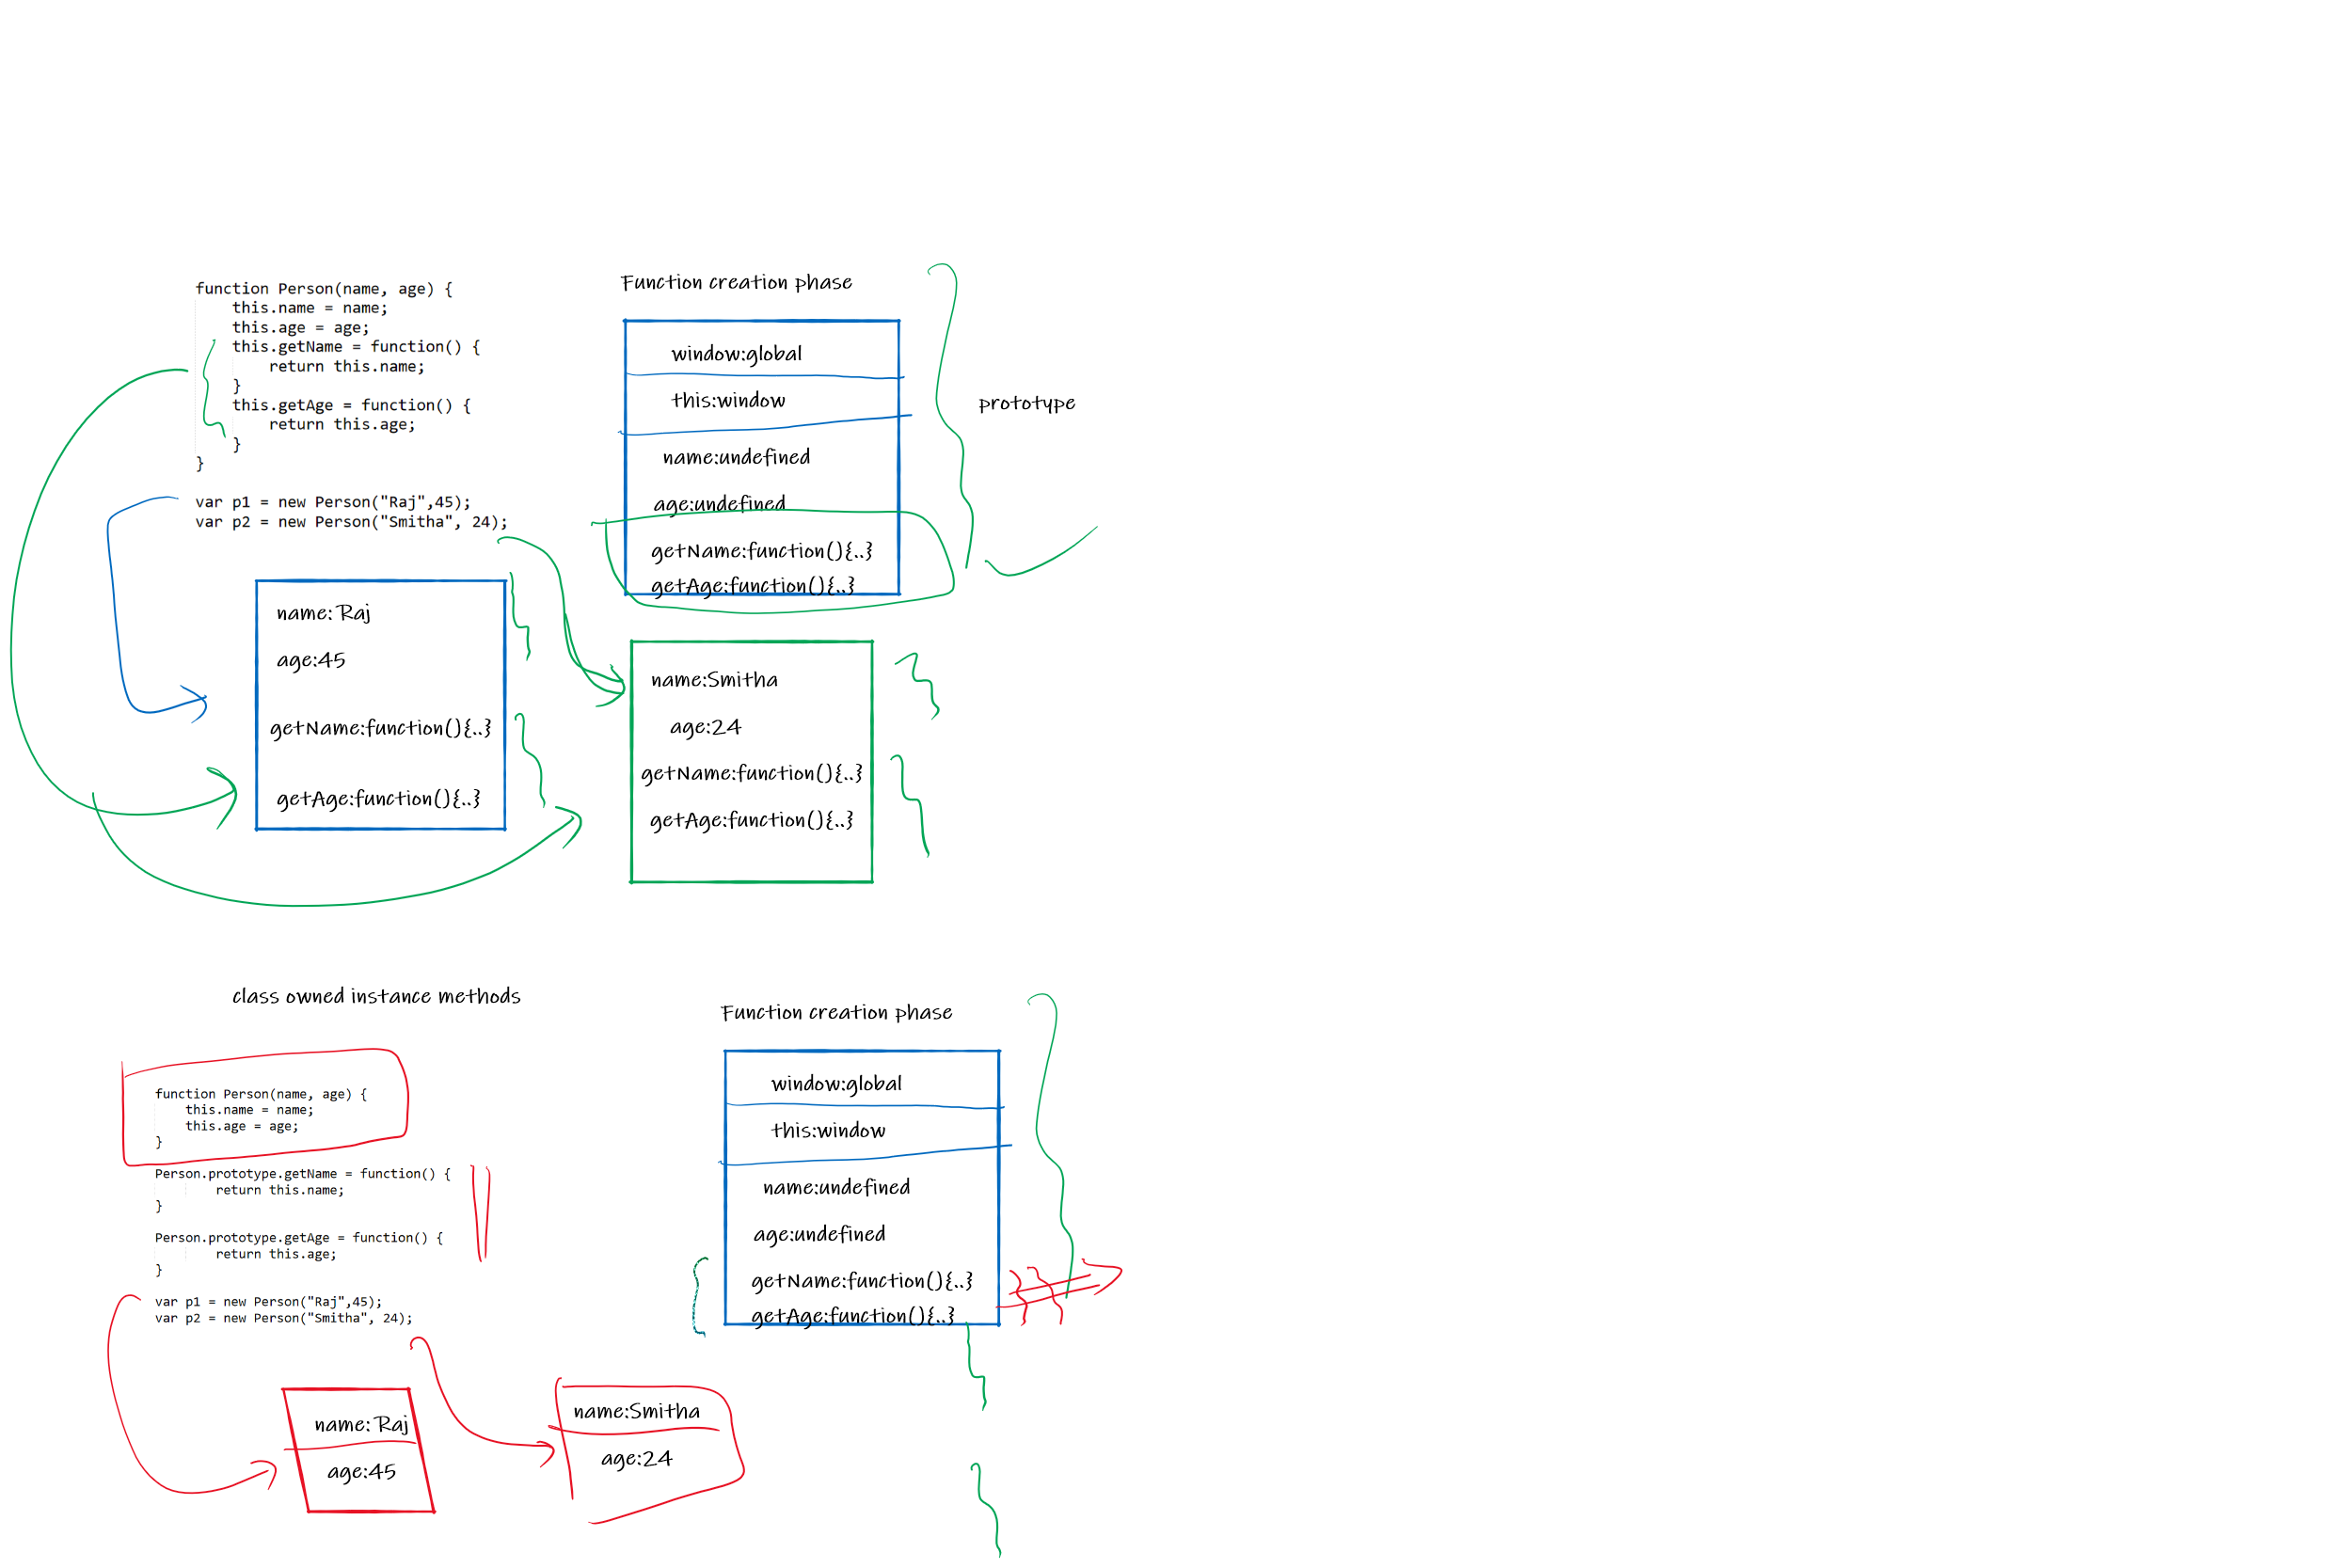 function Person(name, age) {
    this.name = name;
    this.age = age;
    this.getName = function() {
        return this.name;
    }
    this.getAge = function() {
        return this.age;
    }
}
var p1 = new Person("Raj",45);
var p2 = new Person("Smitha", 24);
Function creation phase
window:global
this:window
name:undefined
age:undefined
getName:function(){..}
getAge:function(){..}
prototype
name: Raj
age:45
getName:function(){..}
getAge:function(){..}
name:Smitha
age:24
getName:function(){..}
getAge:function(){..}
class owned instance methods
function Person(name, age) {
    this.name = name;
    this.age = age;
}
Person.prototype.getName = function() {
        return this.name;
}
Person.prototype.getAge = function() {
        return this.age;
}
var p1 = new Person("Raj",45);
var p2 = new Person("Smitha", 24);
Function creation phase
window:global
this:window
name:undefined
age:undefined
getName:function(){..}
getAge:function(){..}
name: Raj
age:45
name:Smitha
age:24